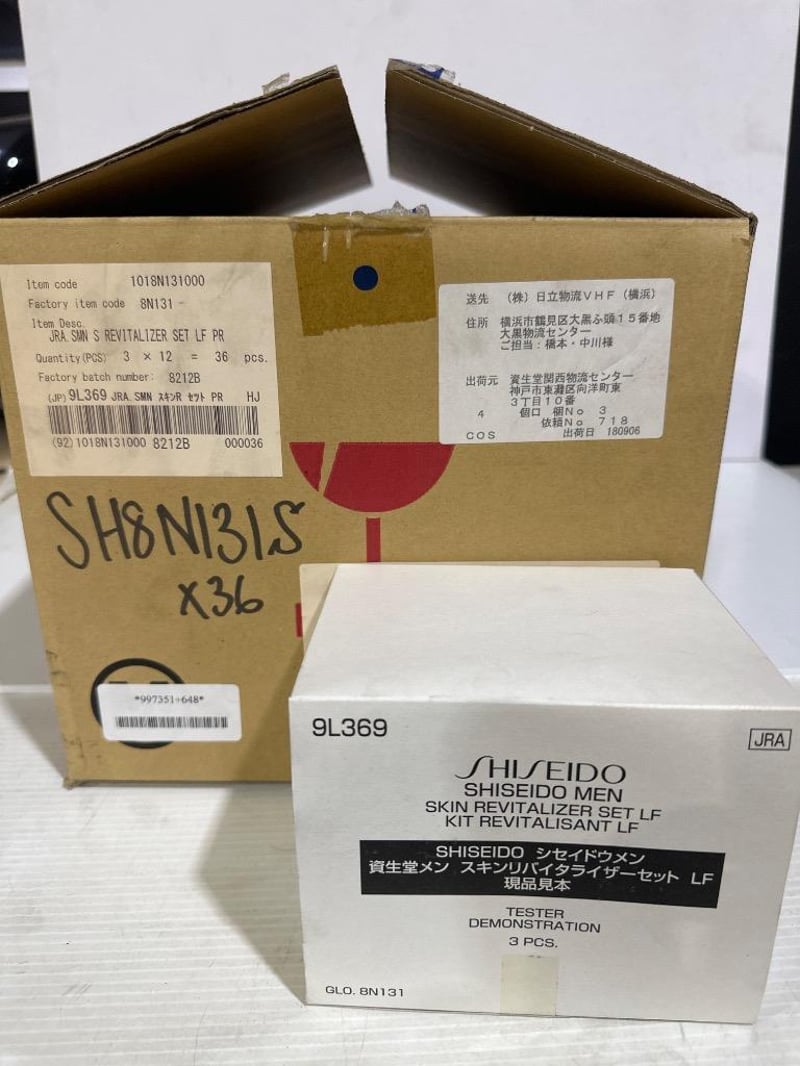 Item code 1018N131000
Factory item code 8N131 -
Item Desc.
JRA.SMN S REVITALIZER SET LF PR
Quantity(PCS) 3 × 12 = 36 pcs.
Factory batch number: 8212B
(JP) 9L369 JRA.SMN スキンR セット PR HJ
(92) 1018N131000 8212B 000036
送先 (株)日立物流VHF(横浜)
住所 横浜市鶴見区大黒ふ頭15番地
大黒物流センター
ご担当:橋本・中川様
出荷元 資生堂関西物流センター
神戸市東灘区向洋町東
3丁目10番
4 個口 梱No 3
依頼No 718
COS 出荷日 180906
SH8N131S
X36
*997351+648*
9L369
JRA
SHISEIDO
SHISEIDO MEN
SKIN REVITALIZER SET LF
KIT REVITALISANT LF
SHISEIDO シセイドウメン
資生堂メン スキンリバイタライザーセット LF
現品見本
TESTER
DEMONSTRATION
3 PCS.
GLO. 8N131